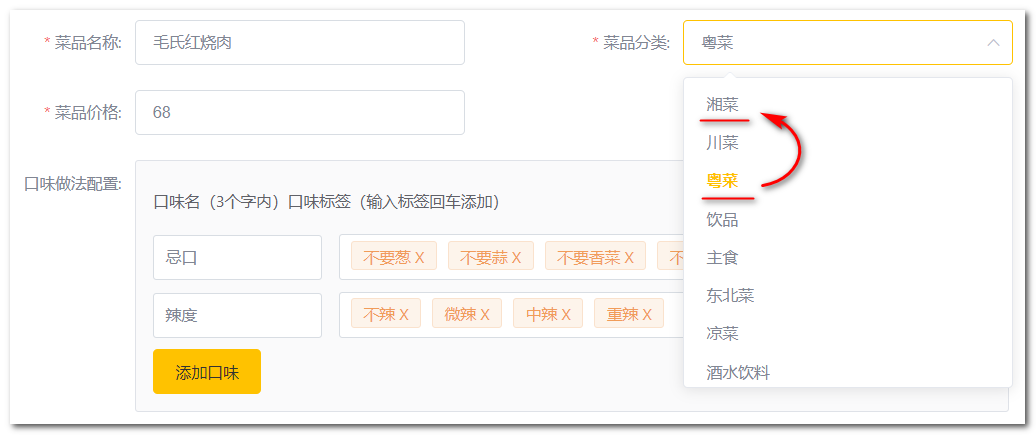 * 菜品名称: 毛氏红烧肉
* 菜品分类: 粤菜
* 菜品价格: 68
湘菜
川菜
粤菜
饮品
主食
东北菜
凉菜
酒水饮料
口味做法配置:
口味名（3个字内）口味标签（输入标签回车添加）
忌口 不要葱 X 不要蒜 X 不要香菜 X 不
辣度 不辣 X 微辣 X 中辣 X 重辣 X
添加口味